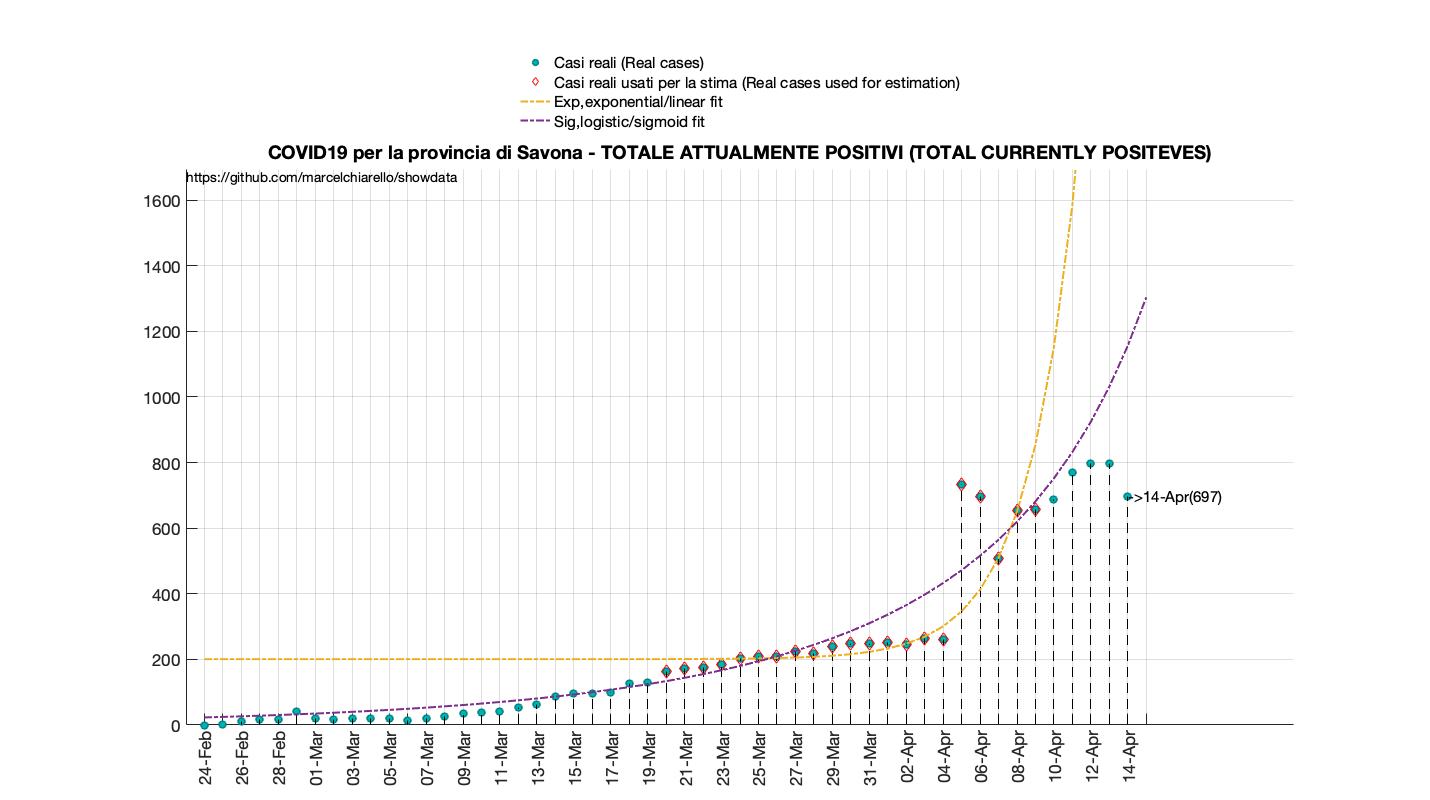 Casi reali (Real cases)
Casi reali usati per la stima (Real cases used for estimation)
Exp,exponential/linear fit
Sig,logistic/sigmoid fit
COVID19 per la provincia di Savona - TOTALE ATTUALMENTE POSITIVI (TOTAL CURRENTLY POSITEVES)
https://github.com/marcelchiarello/showdata
1600
1400
1200
1000
800
->14-Apr(697)
600
400
200
0
24-Feb
26-Feb
28-Feb
01-Mar
03-Mar
05-Mar
07-Mar
09-Mar
11-Mar
13-Mar
15-Mar
17-Mar
19-Mar
21-Mar
23-Mar
25-Mar
27-Mar
29-Mar
31-Mar
02-Apr
04-Apr
06-Apr
08-Apr
10-Apr
12-Apr
14-Apr